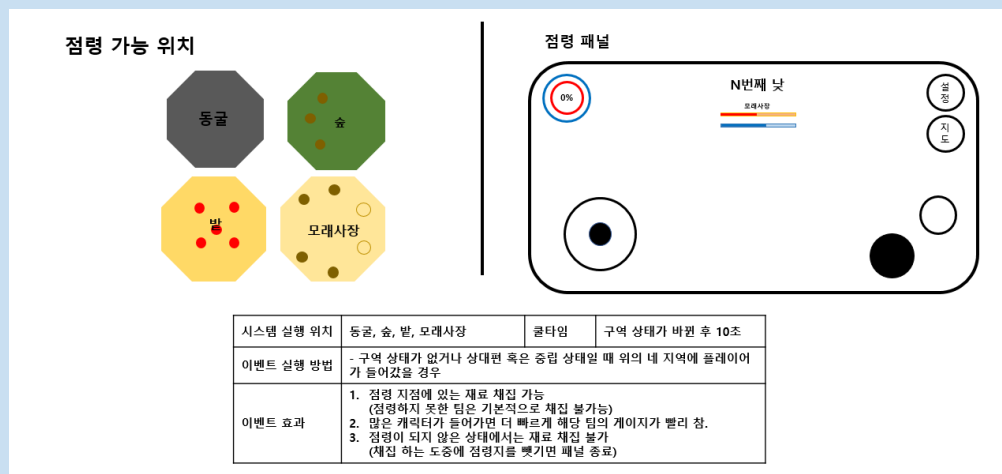 점령 가능 위치
동굴
숲
밭
모래사장
점령 패널
0%
N번째 낮
모래사장
설
정
지
도
시스템 실행 위치 동굴, 숲, 밭, 모래사장 쿨타임 구역 상태가 바뀐 후 10초
이벤트 실행 방법 - 구역 상태가 없거나 상대편 혹은 중립 상태일 때 위의 네 지역에 플레이어
가 들어갔을 경우
이벤트 효과
1. 점령 지점에 있는 재료 채집 가능
(점령하지 못한 팀은 기본적으로 채집 불가능)
2. 많은 캐릭터가 들어가면 더 빠르게 해당 팀의 게이지가 빨리 참.
3. 점령이 되지 않은 상태에서는 재료 채집 불가
(채집 하는 도중에 점령지를 뺏기면 패널 종료)